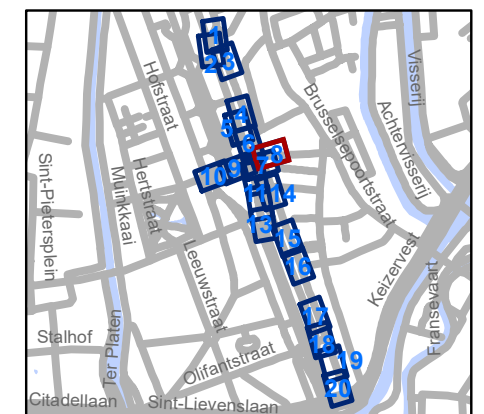 1
2
3
4
5
6
7
8
9
10
11
13
14
15
16
17
18
19
20
Hofstraat
Visserij
Achtervisserij
Brusselsepoortstraat
Sint-Pietersplein
Muinkkaai
Hertstraat
Leeuwstraat
Keizervest
Fransevaart
Stalhof
Ter Platen
Olifantstraat
Citadellaan
Sint-Lievenslaan